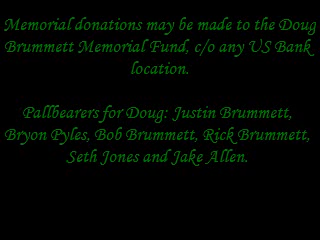 Memorial donations may be made to the Doug
Brummett Memorial Fund, c/o any US Bank
location.
Pallbearers for Doug: Justin Brummett,
Bryon Pyles, Bob Brummett, Rick Brummett,
Seth Jones and Jake Allen.